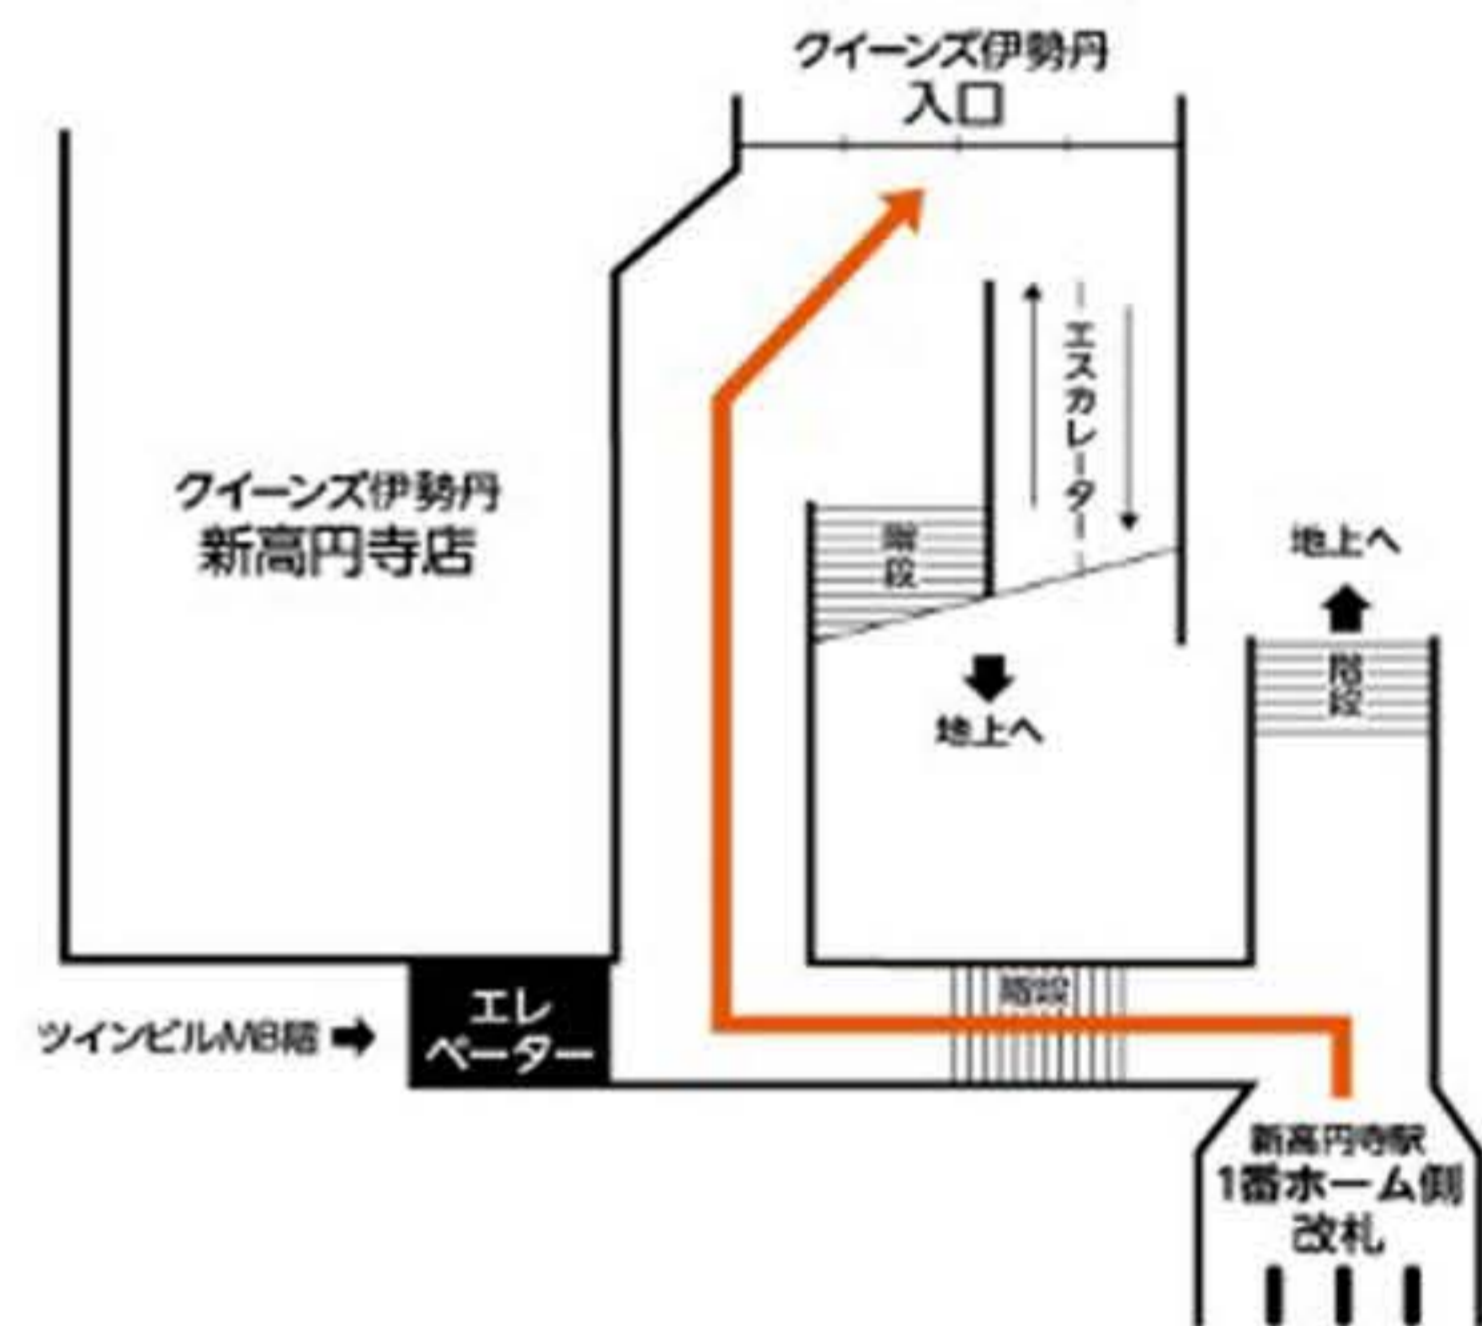 クイーンズ伊勢丹
入口
エスカレーター
クイーンズ伊勢丹
新高円寺店
階段
地上へ
階段
地上へ
階段
エレ
ベーター
ツインビルMB階
新高円寺駅
1番ホーム側
改札